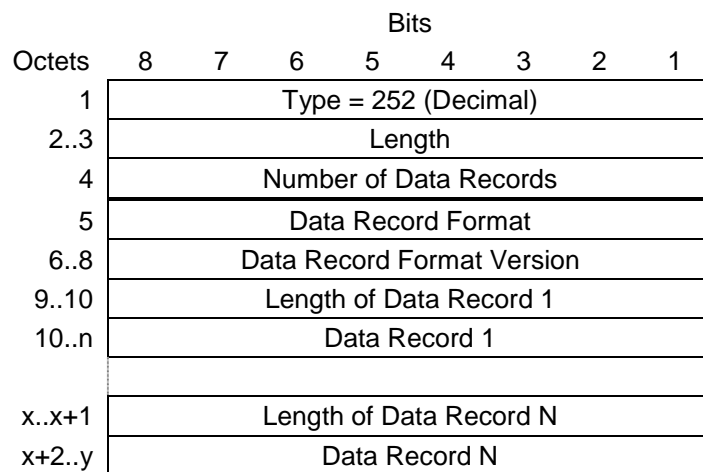 Bits
Octets 8 7 6 5 4 3 2 1
1 Type = 252 (Decimal)
2..3 Length
4 Number of Data Records
5 Data Record Format
6..8 Data Record Format Version
9..10 Length of Data Record 1
10..n Data Record 1
x..x+1 Length of Data Record N
x+2..y Data Record N